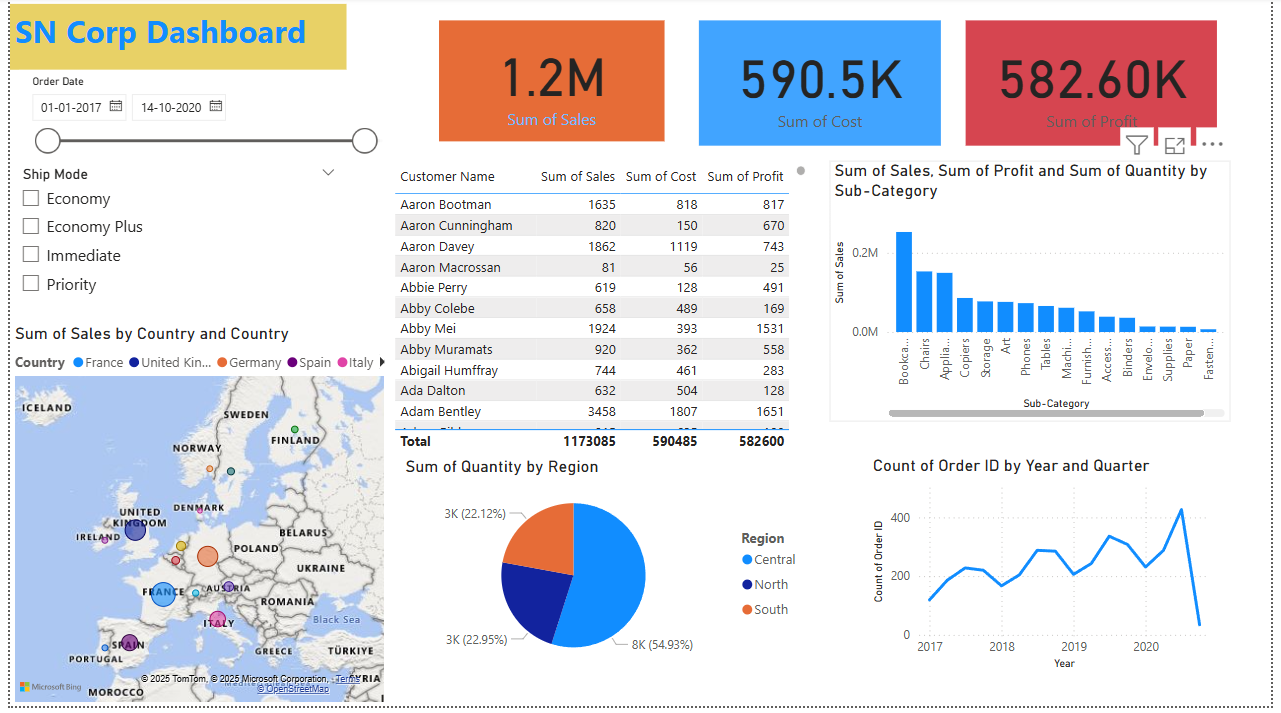 SN Corp Dashboard
Order Date
01-01-2017 14-10-2020
Ship Mode
Economy
Economy Plus
Immediate
Priority
1.2M
Sum of Sales
590.5K
Sum of Cost
582.60K
Sum of Profit
Customer Name Sum of Sales Sum of Cost Sum of Profit
Aaron Bootman 1635 818 817
Aaron Cunningham 820 150 670
Aaron Davey 1862 1119 743
Aaron Macrossan 81 56 25
Abbie Perry 619 128 491
Abby Colebe 658 489 169
Abby Mei 1924 393 1531
Abby Muramats 920 362 558
Abigail Humffray 744 461 283
Ada Dalton 632 504 128
Adam Bentley 3458 1807 1651
Total 1173085 590485 582600
Sum of Sales, Sum of Profit and Sum of Quantity by
Sub-Category
Sum of Sales
0.2M
0.0M
Bookca...
Chairs
Applia...
Copiers
Storage
Art
Phones
Tables
Machi...
Furnish...
Access...
Binders
Envelo...
Supplies
Paper
Fasten...
Sub-Category
Sum of Sales by Country and Country
Country France United Kin... Germany Spain Italy
ICELAND
SWEDEN
FINLAND
NORWAY
DENMARK
UNITED
KINGDOM
IRELAND
BELARUS
POLAND
UKRAINE
FRANCE
AUSTRIA
ROMANIA
ITALY
Black Sea
SPAIN
PORTUGAL
GREECE
TÜRKIYE
MOROCCO
© 2025 TomTom, © 2025 Microsoft Corporation, Terms
© OpenStreetMap
Microsoft Bing
Sum of Quantity by Region
3K (22.12%)
3K (22.95%)
8K (54.93%)
Region
Central
North
South
Count of Order ID by Year and Quarter
Count of Order ID
400
200
0
2017 2018 2019 2020
Year